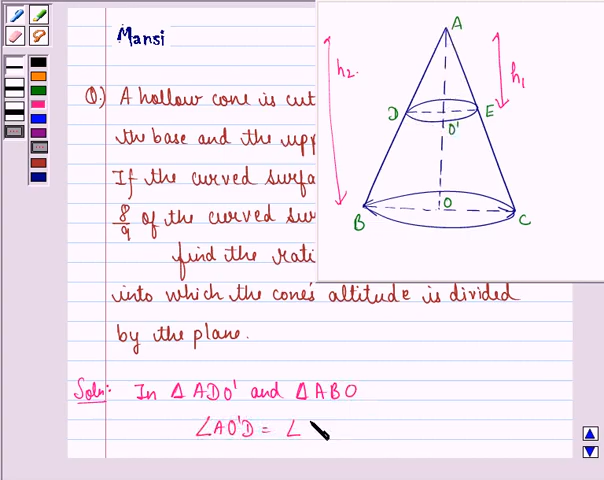 Mansi
Q.) A hollow cone is cut
the base and the upp
If the curved surfa
8/9 of the curved sur
find the rati
into which the cone's altitude is divided
by the plane.
Soln: In △ ADO' and △ ABO
∠AO'D = ∠
A
h2.
h1
D
E
O'
O
B
C